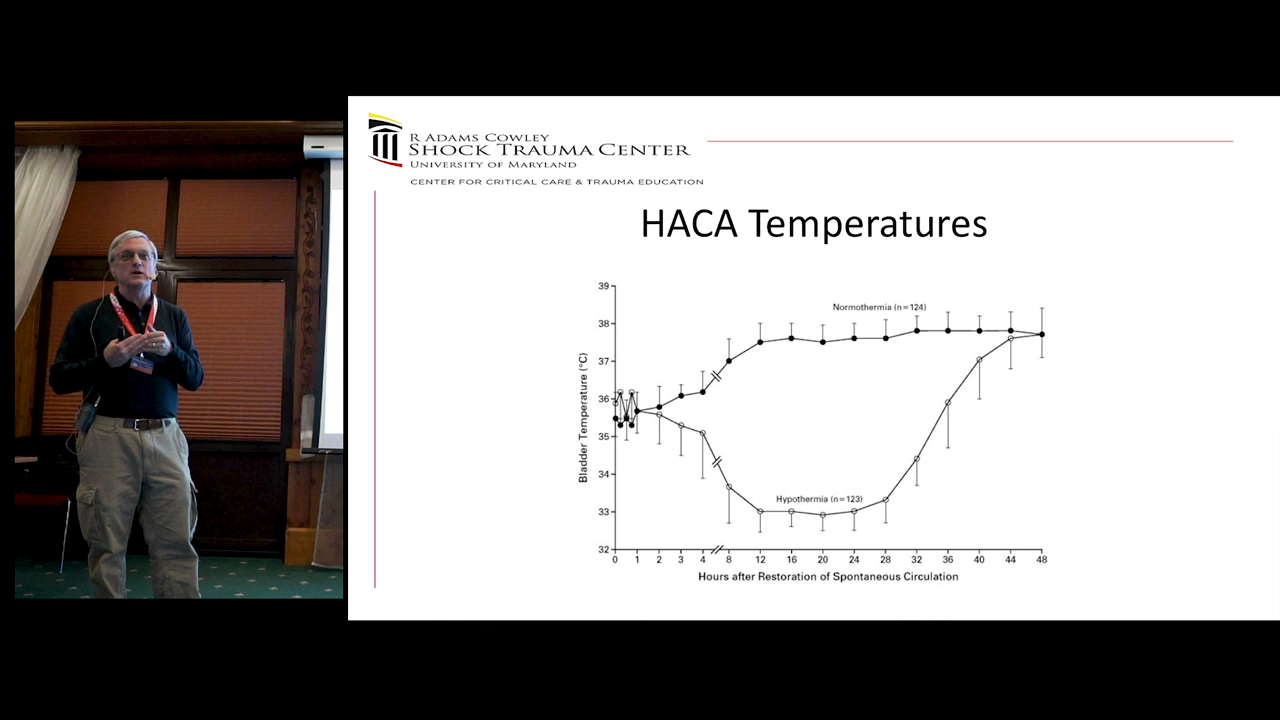 R ADAMS COWLEY
SHOCK TRAUMA CENTER
UNIVERSITY OF MARYLAND
CENTER FOR CRITICAL CARE & TRAUMA EDUCATION
HACA Temperatures
39
38
37
36
35
34
33
32
Bladder Temperature (°C)
Normothermia (n=124)
Hypothermia (n=123)
0 1 2 3 4 8 12 16 20 24 28 32 36 40 44 48
Hours after Restoration of Spontaneous Circulation